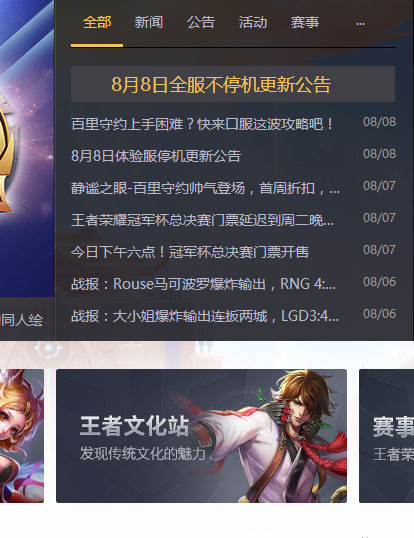 全部 新闻 公告 活动 赛事 ...
8月8日全服不停机更新公告
百里守约上手困难？快来口服这波攻略吧！ 08/08
8月8日体验服停机更新公告 08/08
静谧之眼-百里守约帅气登场，首周折扣，... 08/07
王者荣耀冠军杯总决赛门票延迟到周二晚... 08/07
今日下午六点！冠军杯总决赛门票开售 08/07
战报：Rouse马可波罗爆炸输出，RNG 4:... 08/06
战报：大小姐爆炸输出连扳两城，LGD3:4... 08/06
同人绘
王者文化站
发现传统文化的魅力
赛事
王者荣